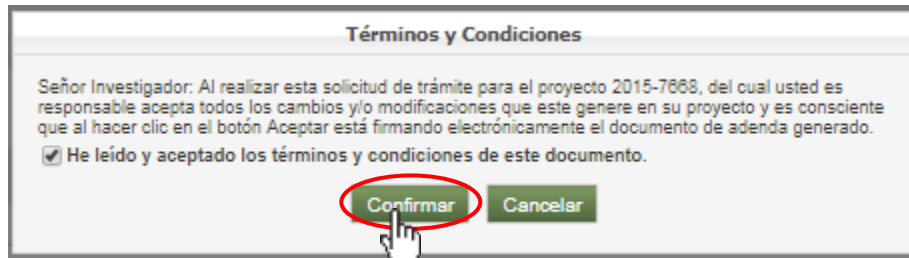 Términos y Condiciones
Señor Investigador: Al realizar esta solicitud de trámite para el proyecto 2015-7668, del cual usted es
responsable acepta todos los cambios y/o modificaciones que este genere en su proyecto y es consciente
que al hacer clic en el botón Aceptar está firmando electrónicamente el documento de adenda generado.
He leído y aceptado los términos y condiciones de este documento.
Confirmar Cancelar